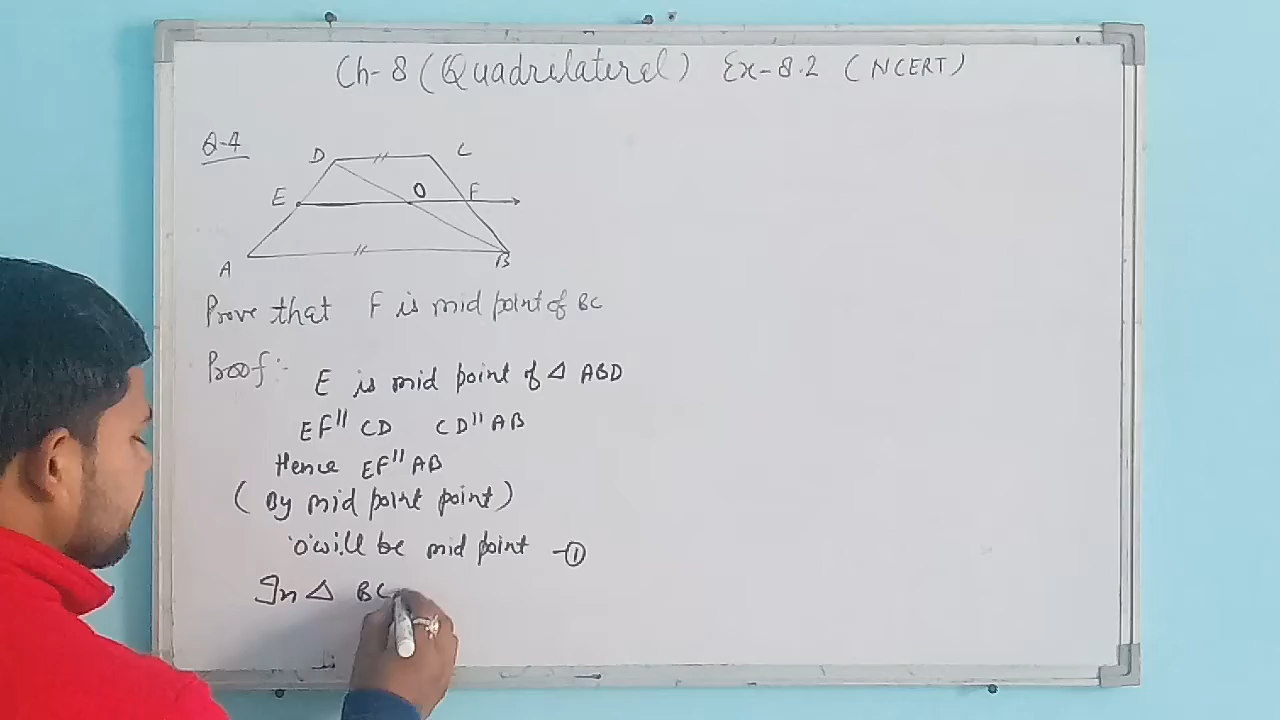 Ch-8 (Quadrilateral) Ex-8.2 (NCERT)
Q-4
D C
E O F
A B
Prove that F is mid point of BC
Proof:-
E is mid point of △ ABD
EF || CD CD || AB
Hence EF || AB
(By mid point point)
'O' will be mid point -①
In △ BC